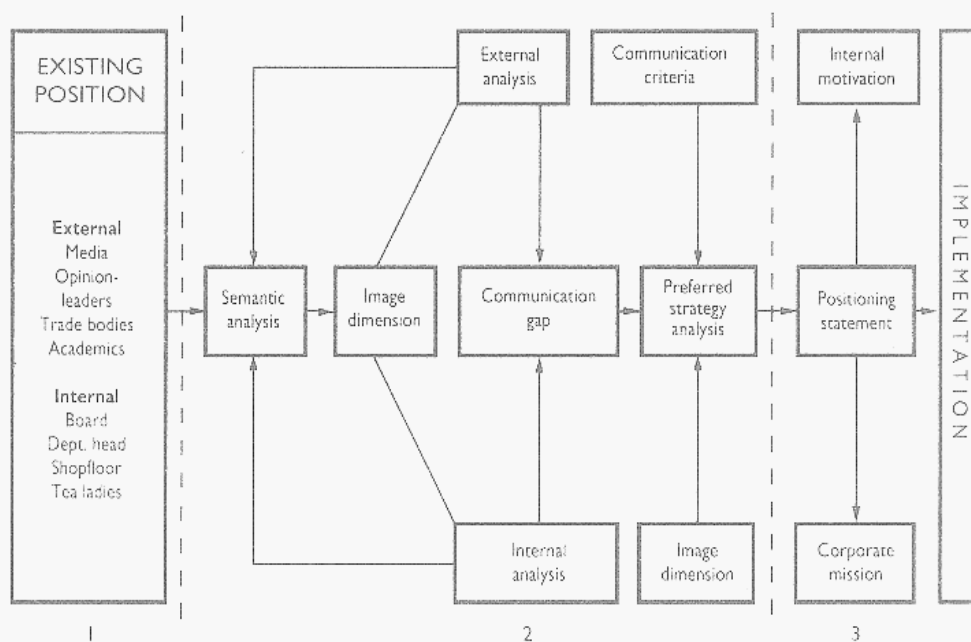 EXISTING
POSITION
External
Media
Opinion-
leaders
Trade bodies
Academics
Internal
Board
Dept. head
Shopfloor
Tea ladies
External
analysis
Communication
criteria
Semantic
analysis
Image
dimension
Communication
gap
Preferred
strategy
analysis
Internal
analysis
Image
dimension
Internal
motivation
Positioning
statement
Corporate
mission
IMPLEMENTATION
1
2
3